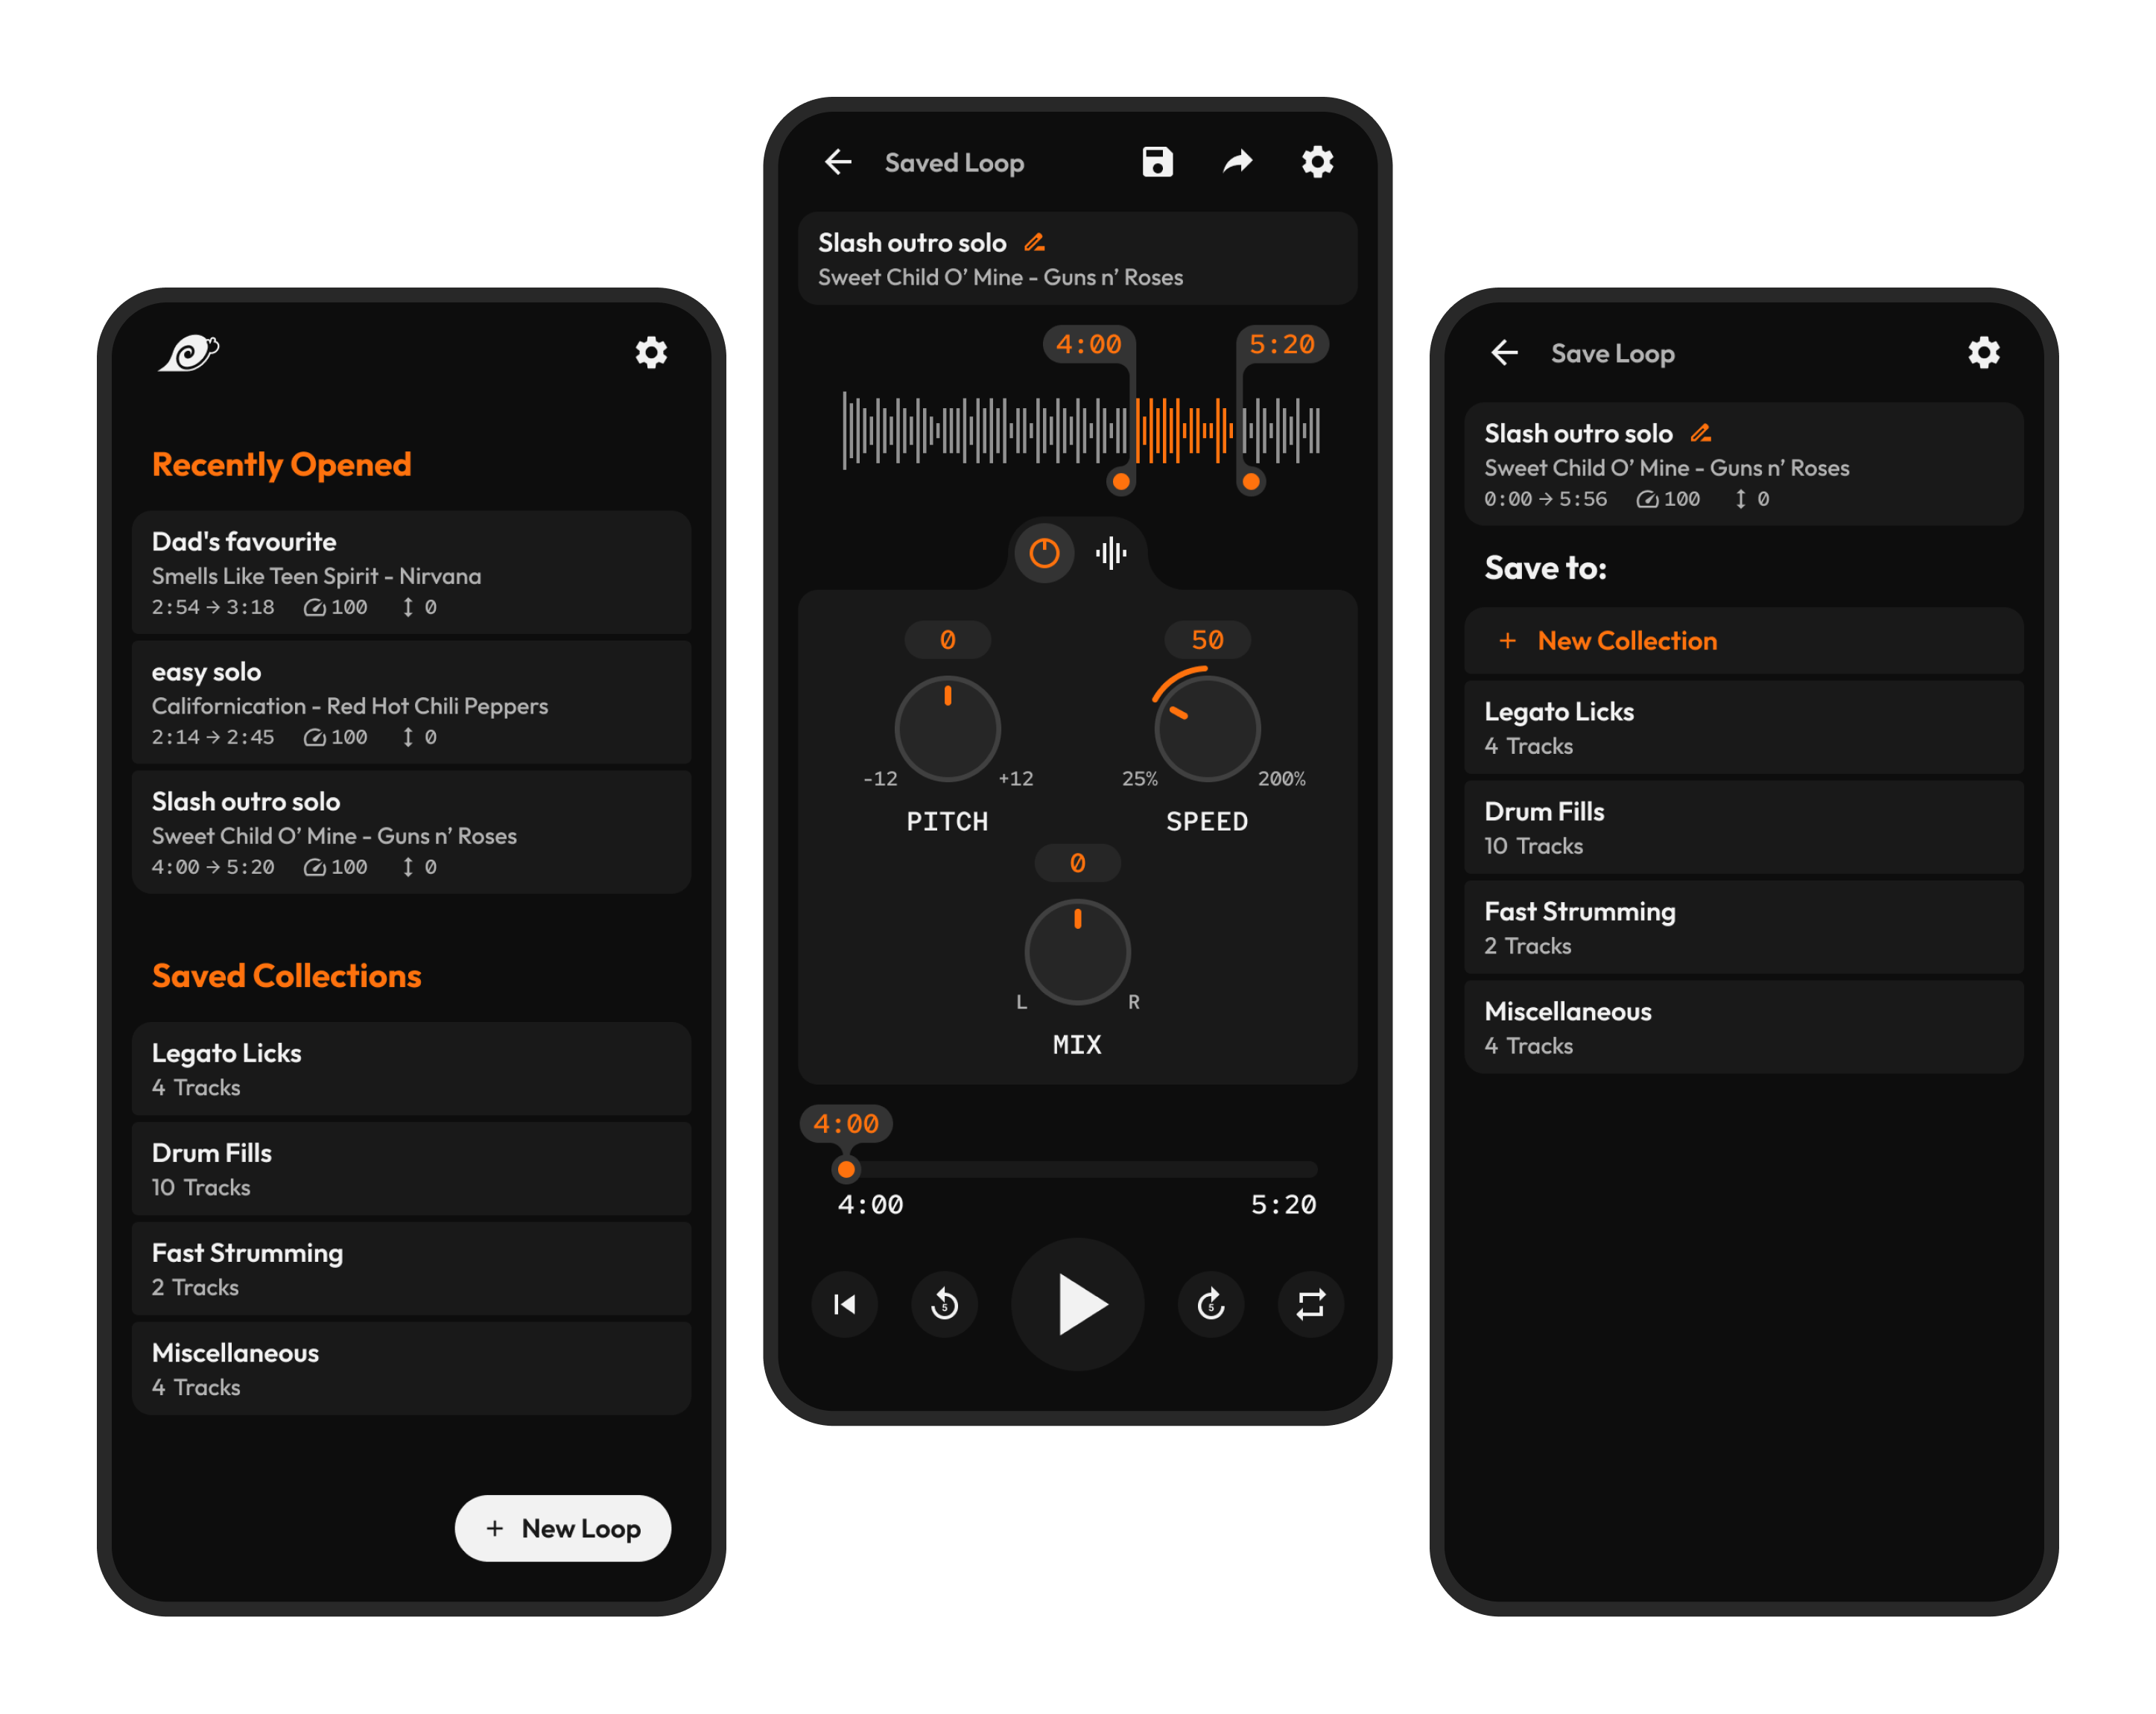 Recently Opened
Dad's favourite
Smells Like Teen Spirit - Nirvana
2:54 → 3:18 100 0
easy solo
Californication - Red Hot Chili Peppers
2:14 → 2:45 100 0
Slash outro solo
Sweet Child O’ Mine - Guns n’ Roses
4:00 → 5:20 100 0
Saved Collections
Legato Licks
4 Tracks
Drum Fills
10 Tracks
Fast Strumming
2 Tracks
Miscellaneous
4 Tracks
+ New Loop
Saved Loop
Slash outro solo
Sweet Child O’ Mine - Guns n’ Roses
4:00 5:20
0 50
-12 +12 25% 200%
PITCH SPEED
0
L R
MIX
4:00
4:00 5:20
5 5
Save Loop
Slash outro solo
Sweet Child O’ Mine - Guns n’ Roses
0:00 → 5:56 100 0
Save to:
+ New Collection
Legato Licks
4 Tracks
Drum Fills
10 Tracks
Fast Strumming
2 Tracks
Miscellaneous
4 Tracks